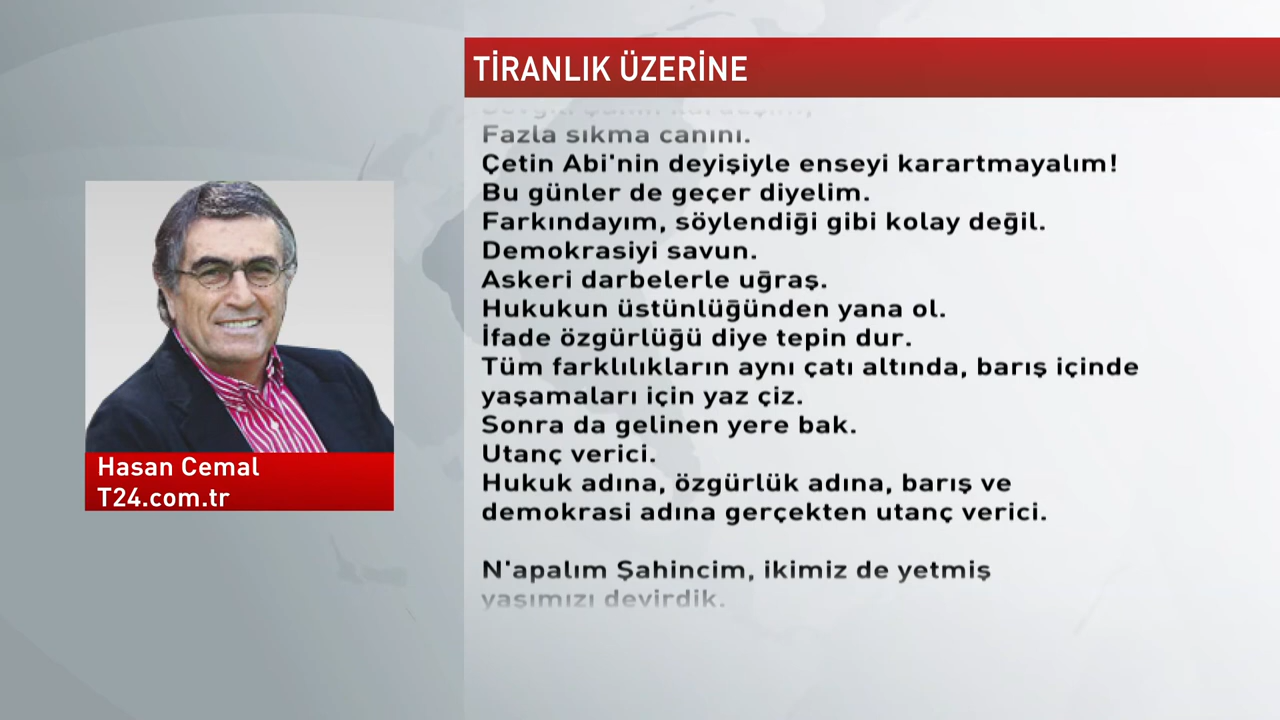 TİRANLIK ÜZERİNE
Fazla sıkma canını.
Çetin Abi'nin deyişiyle enseyi karartmayalım!
Bu günler de geçer diyelim.
Farkındayım, söylendiği gibi kolay değil.
Demokrasiyi savun.
Askeri darbelerle uğraş.
Hukukun üstünlüğünden yana ol.
İfade özgürlüğü diye tepin dur.
Tüm farklılıkların aynı çatı altında, barış içinde
yaşamaları için yaz çiz.
Sonra da gelinen yere bak.
Utanç verici.
Hukuk adına, özgürlük adına, barış ve
demokrasi adına gerçekten utanç verici.
N'apalım Şahincim, ikimiz de yetmiş
yaşımızı devirdik.
Hasan Cemal
T24.com.tr